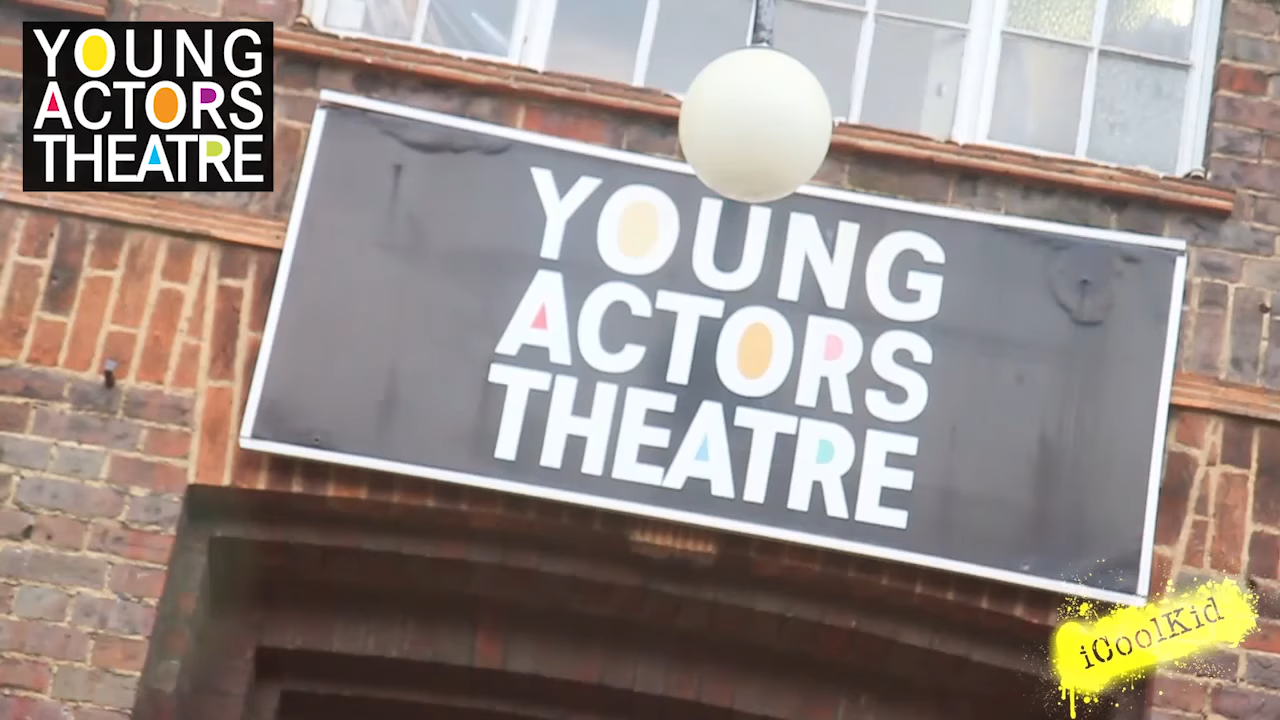 YOUNG
ACTORS
THEATRE
YOUNG
ACTORS
THEATRE
iCoolKid